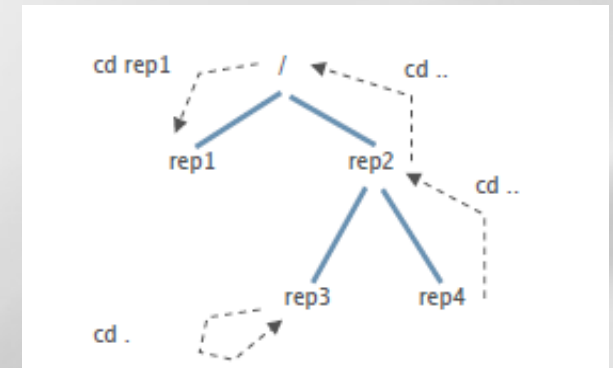 cd rep1
/
cd ..
rep1
rep2
cd ..
rep3
rep4
cd .